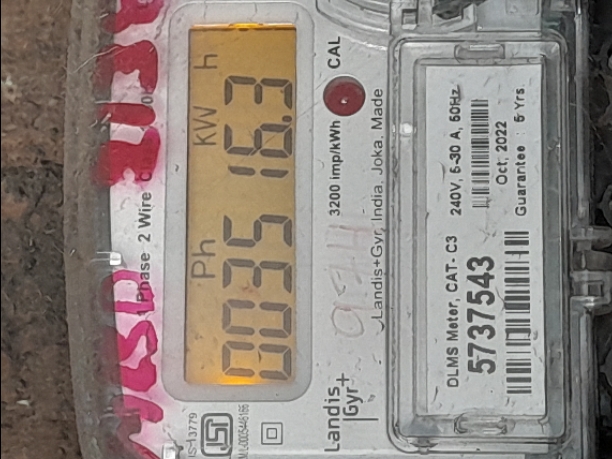 1 Phase 2 Wire
Ph kW h
0035 16.3
3200 imp/kWh CAL
Landis+Gyr, India, Joka, Made
Landis
Gyr+
IS-13779
DLMS Meter, CAT- C3 240V, 5-30 A, 50Hz
5737543
Oct, 2022
Guarantee : 5 Yrs